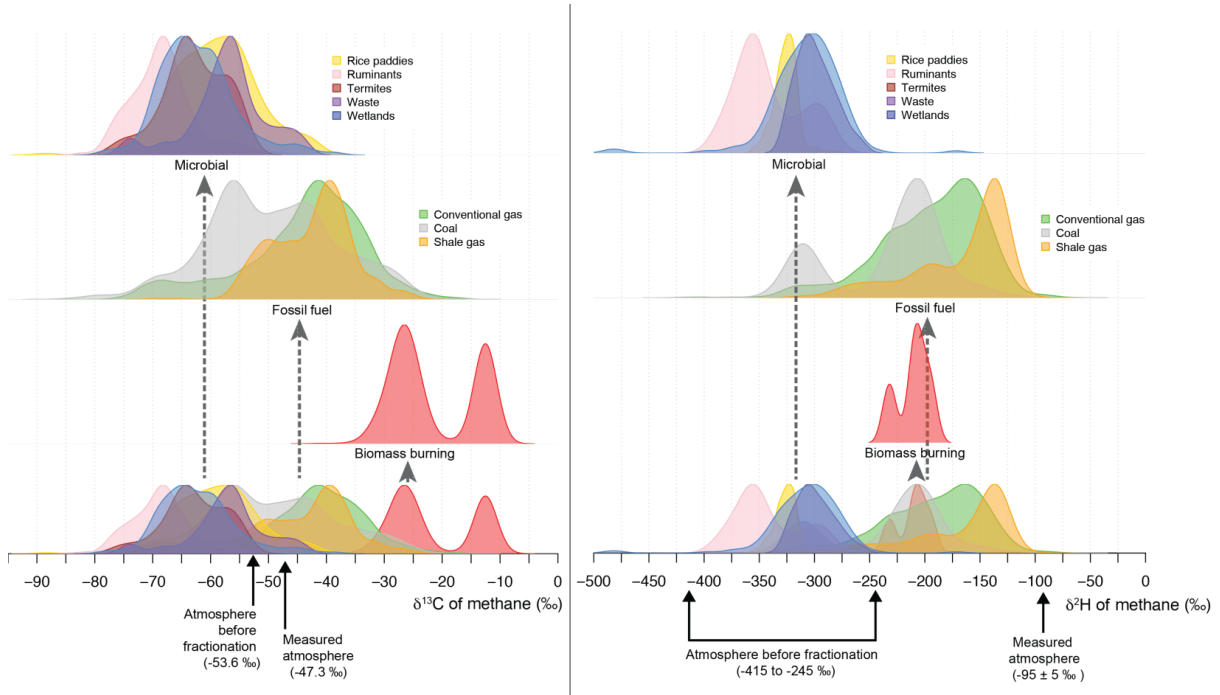 Rice paddies
Ruminants
Termites
Waste
Wetlands
Microbial
Conventional gas
Coal
Shale gas
Fossil fuel
Biomass burning
−90 −80 −70 −60 −50 −40 −30 −20 −10 0
δ¹³C of methane (‰)
Atmosphere
before
fractionation
(-53.6 ‰)
Measured
atmosphere
(-47.3 ‰)
Rice paddies
Ruminants
Termites
Waste
Wetlands
Microbial
Conventional gas
Coal
Shale gas
Fossil fuel
Biomass burning
−500 −450 −400 −350 −300 −250 −200 −150 −100 −50 0
δ²H of methane (‰)
Atmosphere before fractionation
(-415 to -245 ‰)
Measured
atmosphere
(-95 ± 5 ‰)